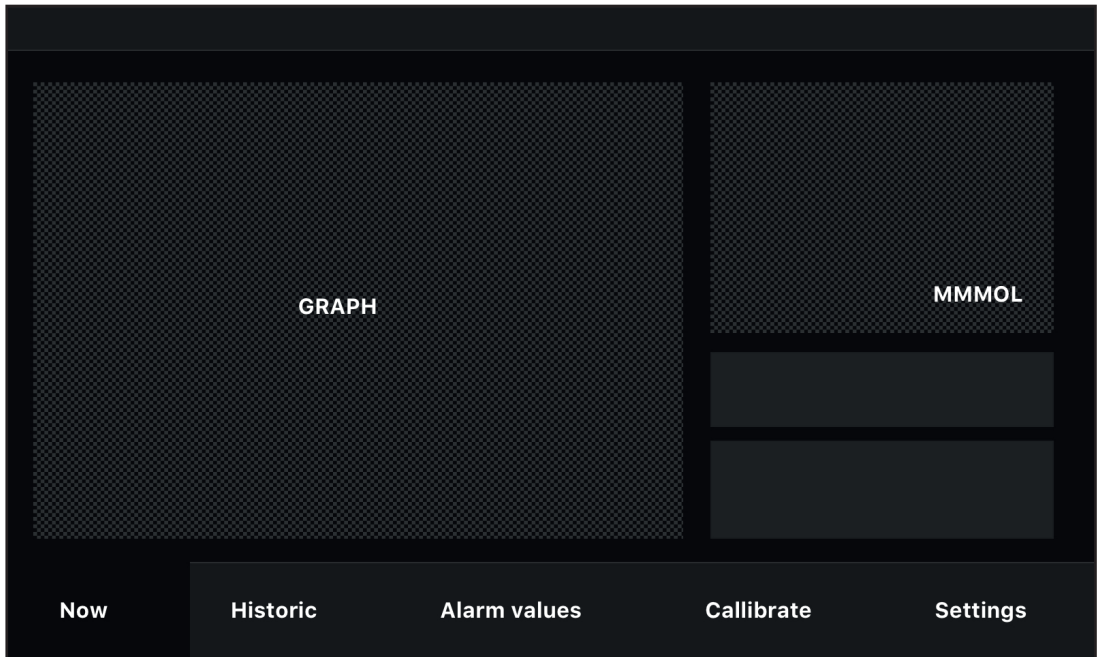 GRAPH
MMMOL
Now
Historic
Alarm values
Callibrate
Settings